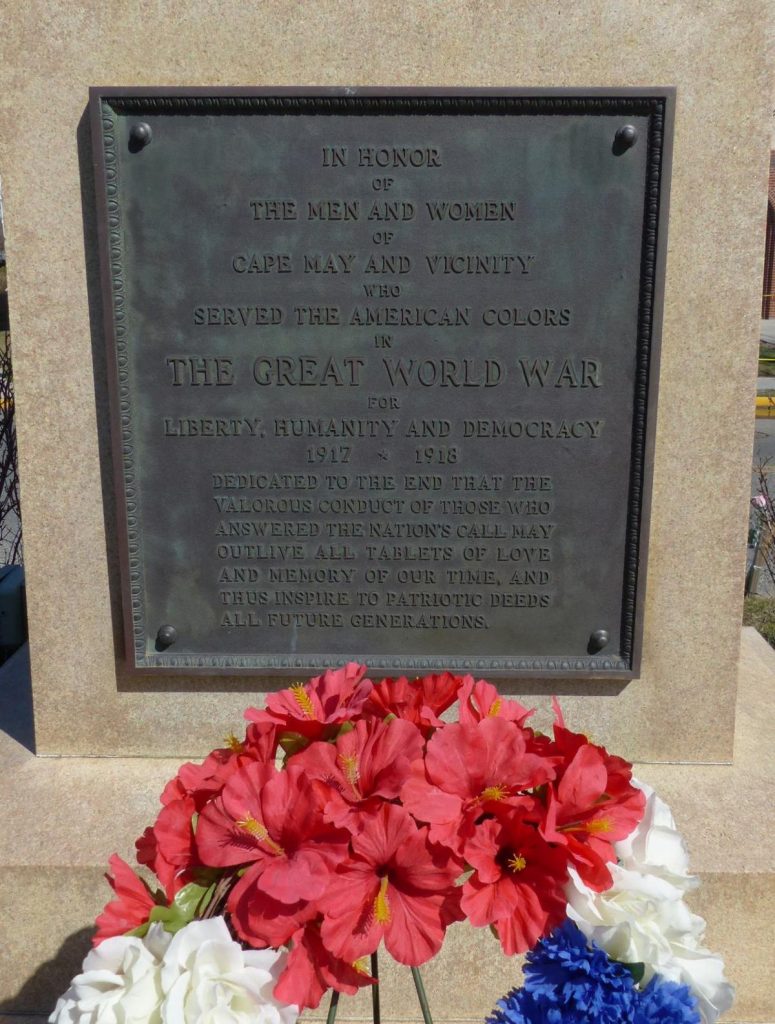 IN HONOR
OF
THE MEN AND WOMEN
OF
CAPE MAY AND VICINITY
WHO
SERVED THE AMERICAN COLORS
IN
THE GREAT WORLD WAR
FOR
LIBERTY, HUMANITY AND DEMOCRACY
1917 ★ 1918
DEDICATED TO THE END THAT THE
VALOROUS CONDUCT OF THOSE WHO
ANSWERED THE NATION'S CALL MAY
OUTLIVE ALL TABLETS OF LOVE
AND MEMORY OF OUR TIME, AND
THUS INSPIRE TO PATRIOTIC DEEDS
ALL FUTURE GENERATIONS.